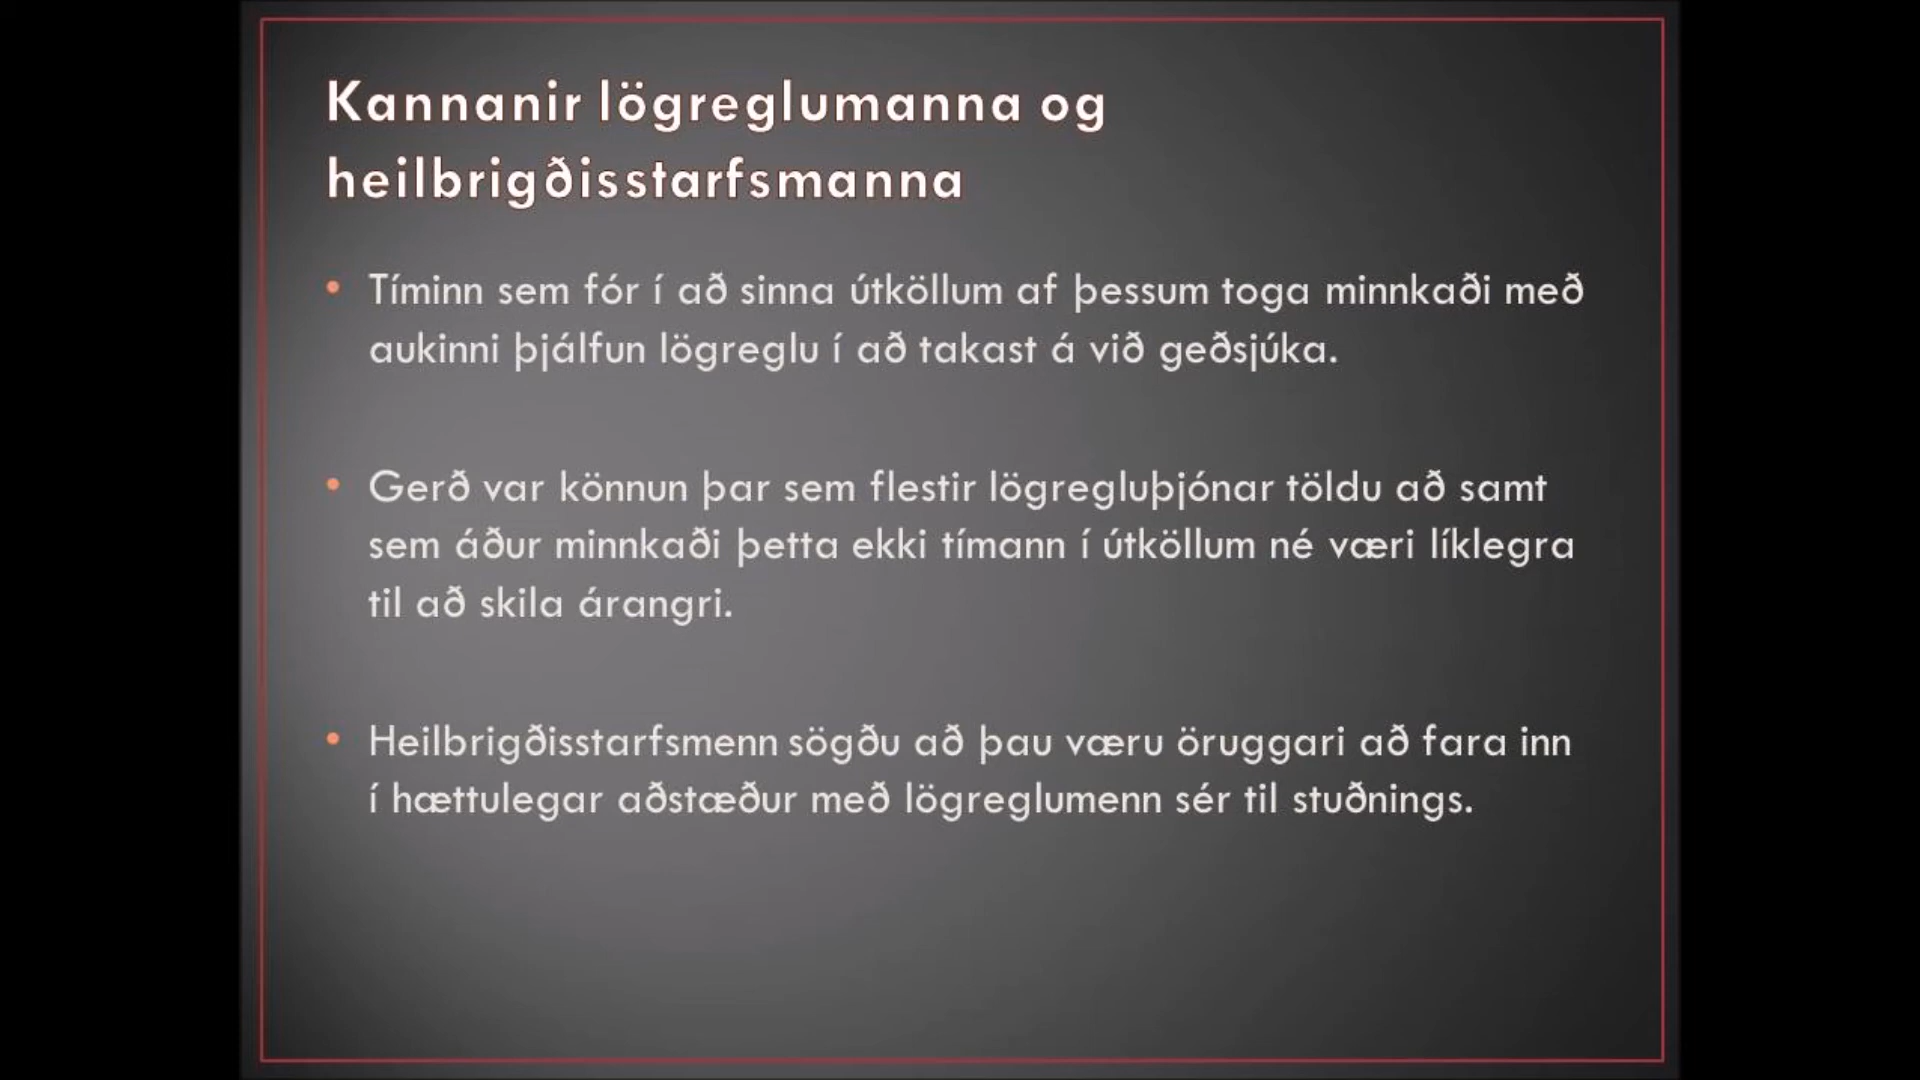 Kannanir lögreglumanna og
heilbrigðisstarfsmanna
• Tíminn sem fór í að sinna útköllum af þessum toga minnkaði með
aukinni þjálfun lögreglu í að takast á við geðsjúka.
• Gerð var könnun þar sem flestir lögregluþjónar töldu að samt
sem áður minnkaði þetta ekki tímann í útköllum né væri líklegra
til að skila árangri.
• Heilbrigðisstarfsmenn sögðu að þau væru öruggari að fara inn
í hættulegar aðstæður með lögreglumenn sér til stuðnings.